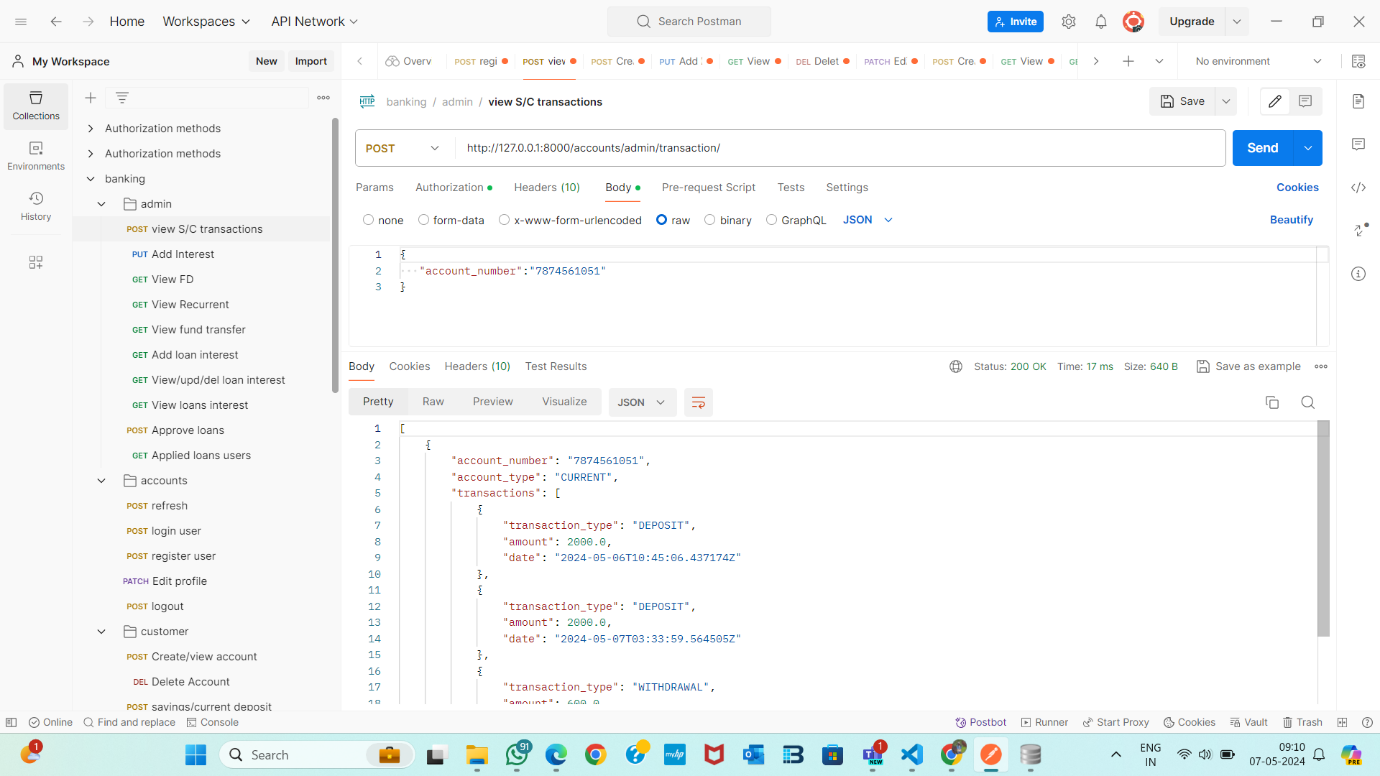 Home Workspaces API Network Search Postman Invite Upgrade
My Workspace New Import Overv POST regi POST view POST Cre PUT Add GET View DEL Delet PATCH Ed POST Cre GET View No environment
Collections
Environments
History
Authorization methods
Authorization methods
banking
admin
POST view S/C transactions
PUT Add Interest
GET View FD
GET View Recurrent
GET View fund transfer
GET Add loan interest
GET View/upd/del loan interest
GET View loans interest
POST Approve loans
GET Applied loans users
accounts
POST refresh
POST login user
POST register user
PATCH Edit profile
POST logout
customer
POST Create/view account
DEL Delete Account
POST savings/current deposit
HTTP banking / admin / view S/C transactions Save
POST http://127.0.0.1:8000/accounts/admin/transaction/ Send
Params Authorization Headers (10) Body Pre-request Script Tests Settings Cookies
none form-data x-www-form-urlencoded raw binary GraphQL JSON Beautify
1 {
2 "account_number":"7874561051"
3 }
Body Cookies Headers (10) Test Results Status: 200 OK Time: 17 ms Size: 640 B Save as example
Pretty Raw Preview Visualize JSON
1 [
2 {
3 "account_number": "7874561051",
4 "account_type": "CURRENT",
5 "transactions": [
6 {
7 "transaction_type": "DEPOSIT",
8 "amount": 2000.0,
9 "date": "2024-05-06T10:45:06.437174Z"
10 },
11 {
12 "transaction_type": "DEPOSIT",
13 "amount": 2000.0,
14 "date": "2024-05-07T03:33:59.564505Z"
15 },
16 {
17 "transaction_type": "WITHDRAWAL",
18 "amount": 600.0
Online Find and replace Console Postbot Runner Start Proxy Cookies Vault Trash
1 Search 91 myhp NEW 1 ENG 09:10
IN 07-05-2024 PRE